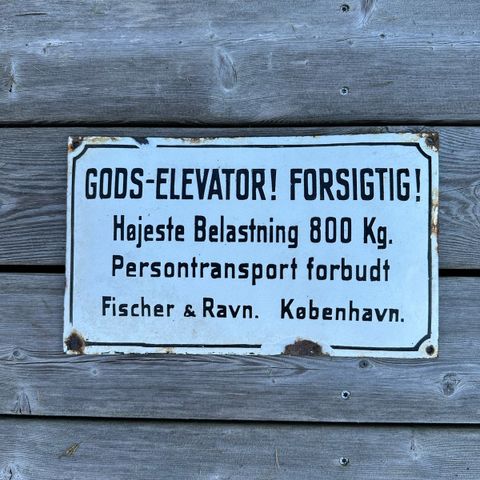 GODS-ELEVATOR! FORSIGTIG!
Højeste Belastning 800 Kg.
Persontransport forbudt
Fischer & Ravn. København.